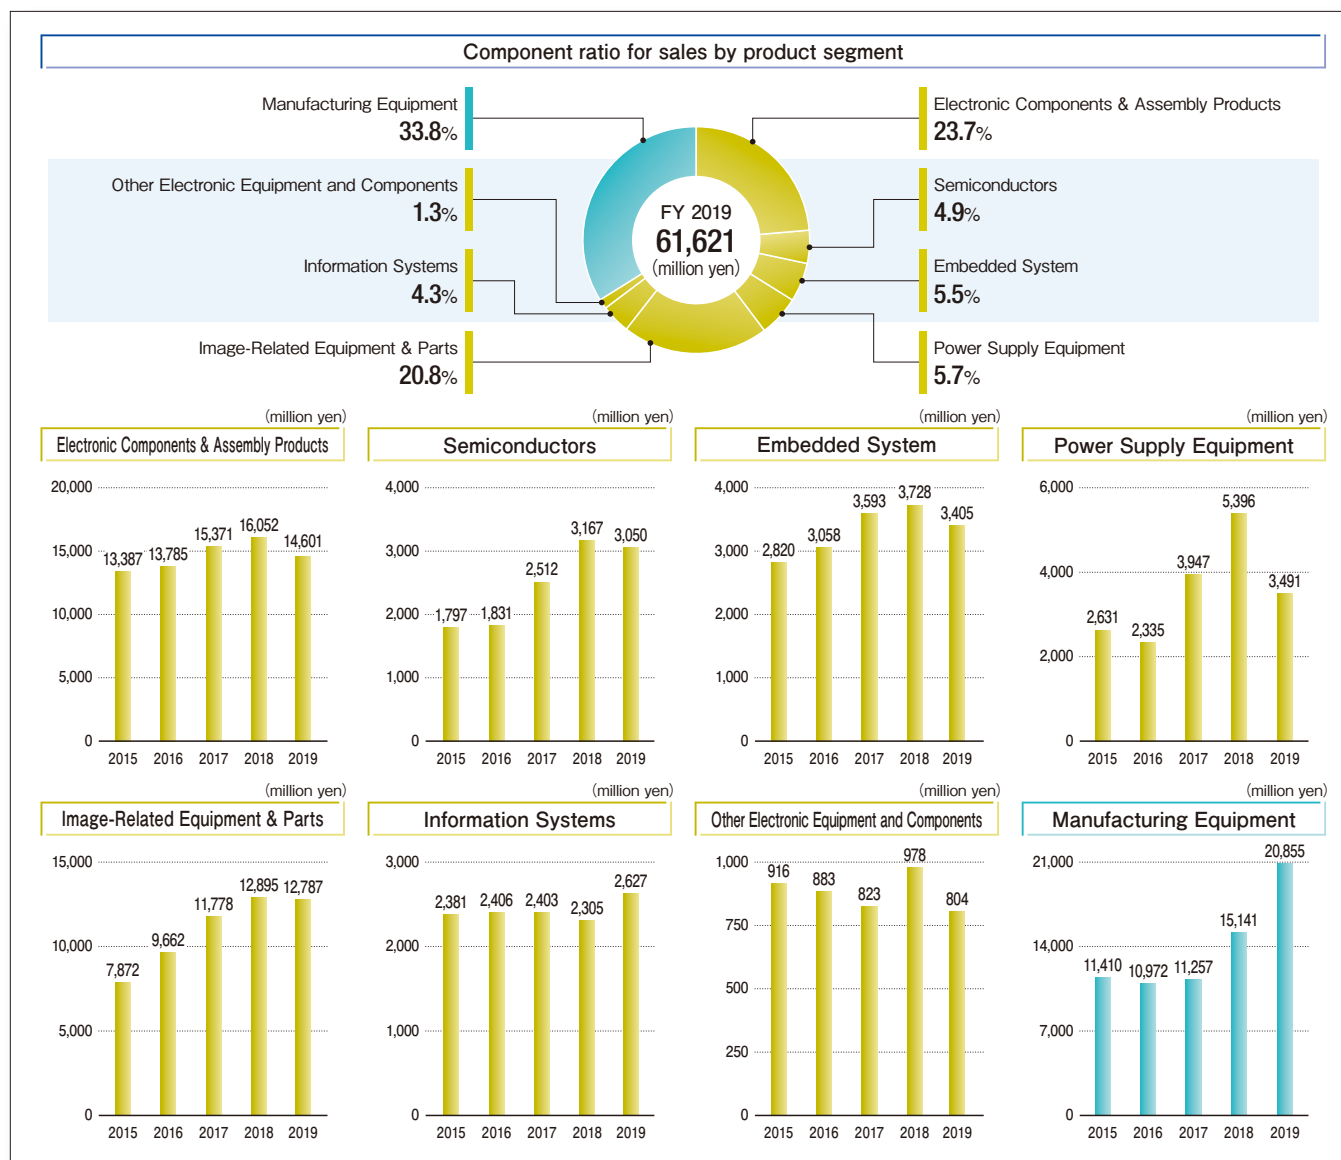 Component ratio for sales by product segment
Manufacturing Equipment
33.8%
Other Electronic Equipment and Components
1.3%
Information Systems
4.3%
Image-Related Equipment & Parts
20.8%
FY 2019
61,621
(million yen)
Electronic Components & Assembly Products
23.7%
Semiconductors
4.9%
Embedded System
5.5%
Power Supply Equipment
5.7%
(million yen)
Electronic Components & Assembly Products
20,000
15,000
10,000
5,000
0
13,387
13,785
15,371
16,052
14,601
2015 2016 2017 2018 2019
(million yen)
Semiconductors
4,000
3,000
2,000
1,000
0
1,797
1,831
2,512
3,167
3,050
2015 2016 2017 2018 2019
(million yen)
Embedded System
4,000
3,000
2,000
1,000
0
2,820
3,058
3,593
3,728
3,405
2015 2016 2017 2018 2019
(million yen)
Power Supply Equipment
6,000
4,000
2,000
0
2,631
2,335
3,947
5,396
3,491
2015 2016 2017 2018 2019
(million yen)
Image-Related Equipment & Parts
15,000
10,000
5,000
0
7,872
9,662
11,778
12,895
12,787
2015 2016 2017 2018 2019
(million yen)
Information Systems
3,000
2,000
1,000
0
2,381
2,406
2,403
2,305
2,627
2015 2016 2017 2018 2019
(million yen)
Other Electronic Equipment and Components
1,000
750
500
250
0
916
883
823
978
804
2015 2016 2017 2018 2019
(million yen)
Manufacturing Equipment
21,000
14,000
7,000
0
11,410
10,972
11,257
15,141
20,855
2015 2016 2017 2018 2019